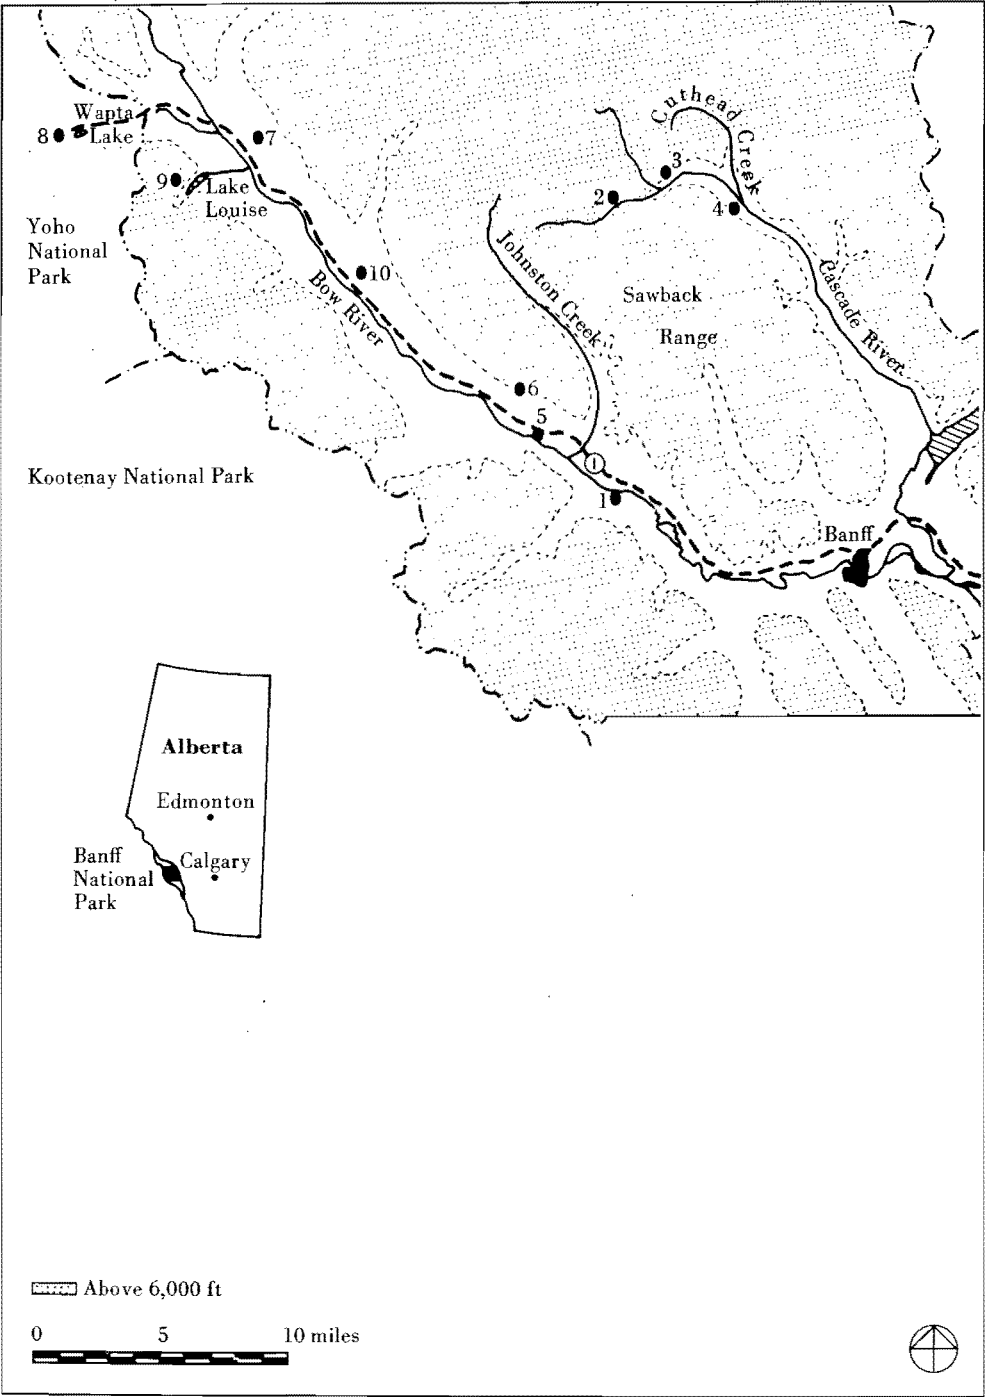 Cuthead Creek
Wapta
Lake
8
7
9
Lake
Louise
3
2
4
Yoho
National
Park
10
Bow River
Johnston Creek
Sawback
Range
Cascade River
6
5
1
1
Kootenay National Park
Banff
Alberta
Edmonton
Calgary
Banff
National
Park
Above 6,000 ft
0 5 10 miles